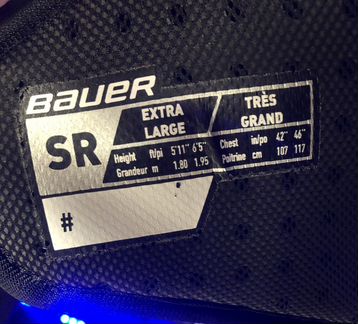 BAUER
SR
EXTRA LARGE
TRÈS GRAND
Height ft/pi 5'11" 6'5"
Grandeur m 1.80 1.95
Chest in/po 42" 46"
Poitrine cm 107 117
#